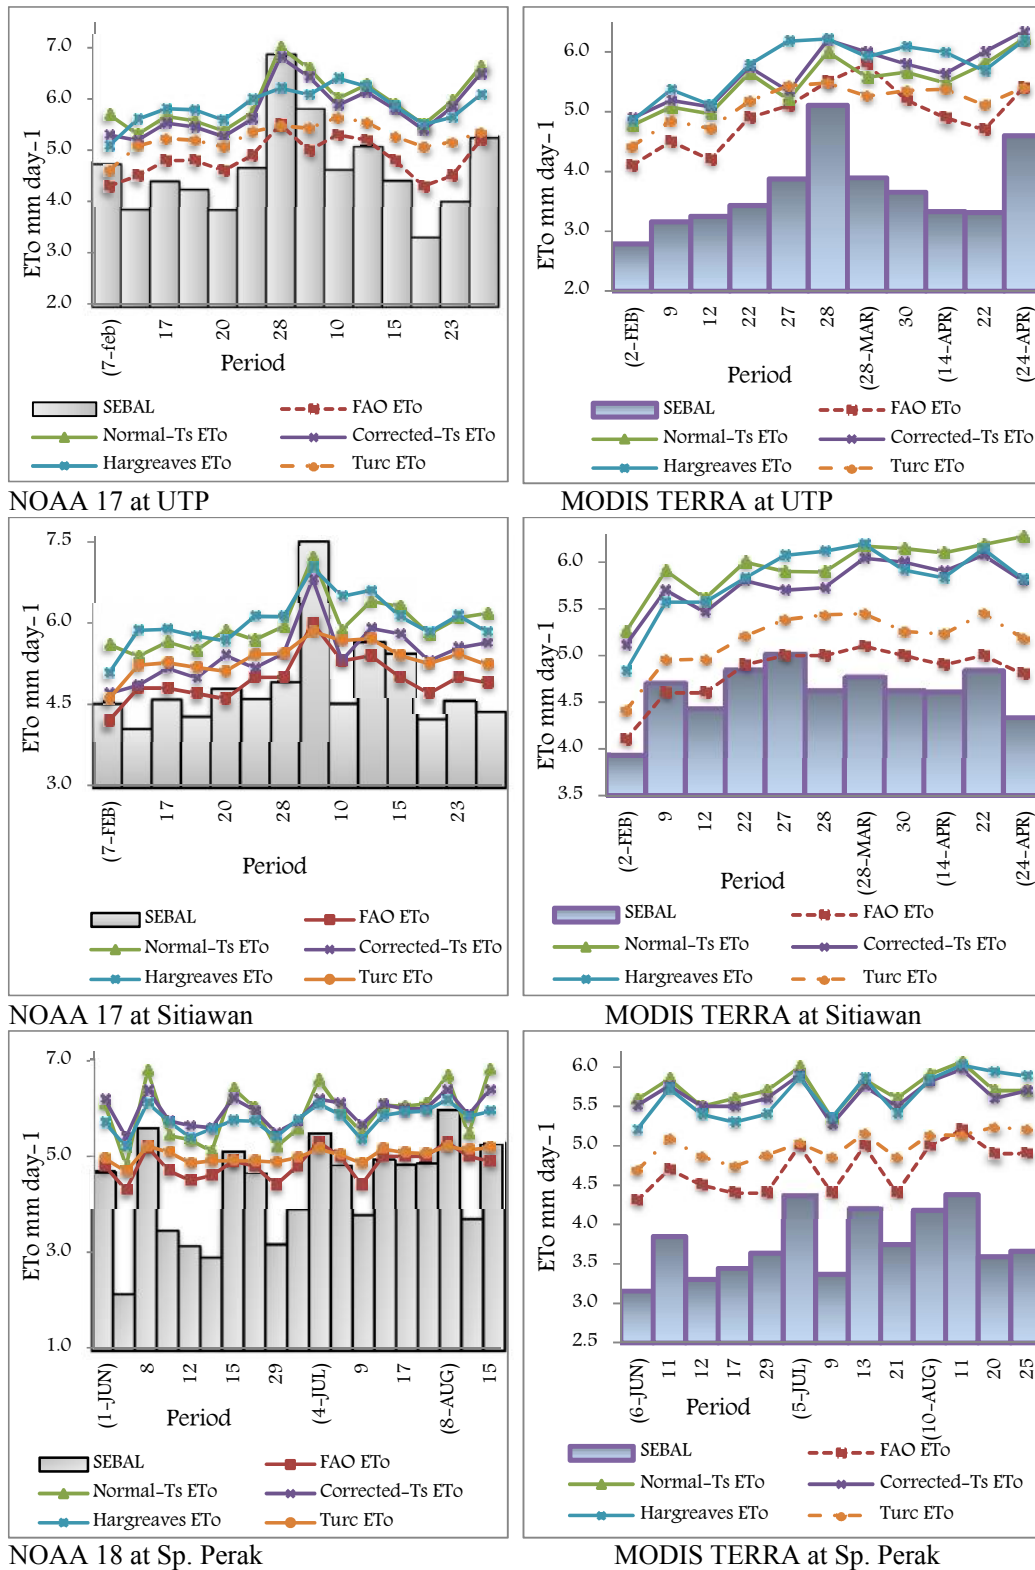 7.0
6.0
5.0
4.0
3.0
2.0
ETo mm day-1
(7-feb)
17
20
28
10
15
23
Period
SEBAL
FAO ETo
Normal-Ts ETo
Corrected-Ts ETo
Hargreaves ETo
Turc ETo
NOAA 17 at UTP
6.0
5.0
4.0
3.0
2.0
ETo mm day-1
(2-FEB)
9
12
22
27
28
(28-MAR)
30
(14-APR)
22
(24-APR)
Period
SEBAL
FAO ETo
Normal-Ts ETo
Corrected-Ts ETo
Hargreaves ETo
Turc ETo
MODIS TERRA at UTP
7.5
6.0
4.5
3.0
ETo mm day-1
(7-FEB)
17
20
28
10
15
23
Period
SEBAL
FAO ETo
Normal-Ts ETo
Corrected-Ts ETo
Hargreaves ETo
Turc ETo
NOAA 17 at Sitiawan
6.0
5.5
5.0
4.5
4.0
3.5
ETo mm day-1
(2-FEB)
9
12
22
27
28
(28-MAR)
30
(14-APR)
22
(24-APR)
Period
SEBAL
FAO ETo
Normal-Ts ETo
Corrected-Ts ETo
Hargreaves ETo
Turc ETo
MODIS TERRA at Sitiawan
7.0
5.0
3.0
1.0
ETo mm day-1
(1-JUN)
8
12
15
29
(4-JUL)
9
17
(8-AUG)
15
Period
SEBAL
FAO ETo
Normal-Ts ETo
Corrected-Ts ETo
Hargreaves ETo
Turc ETo
NOAA 18 at Sp. Perak
6.0
5.5
5.0
4.5
4.0
3.5
3.0
2.5
ETo mm day-1
(6-JUN)
11
12
17
29
(5-JUL)
9
13
21
(10-AUG)
11
20
25
Period
SEBAL
FAO ETo
Normal-Ts ETo
Corrected-Ts ETo
Hargreaves ETo
Turc ETo
MODIS TERRA at Sp. Perak